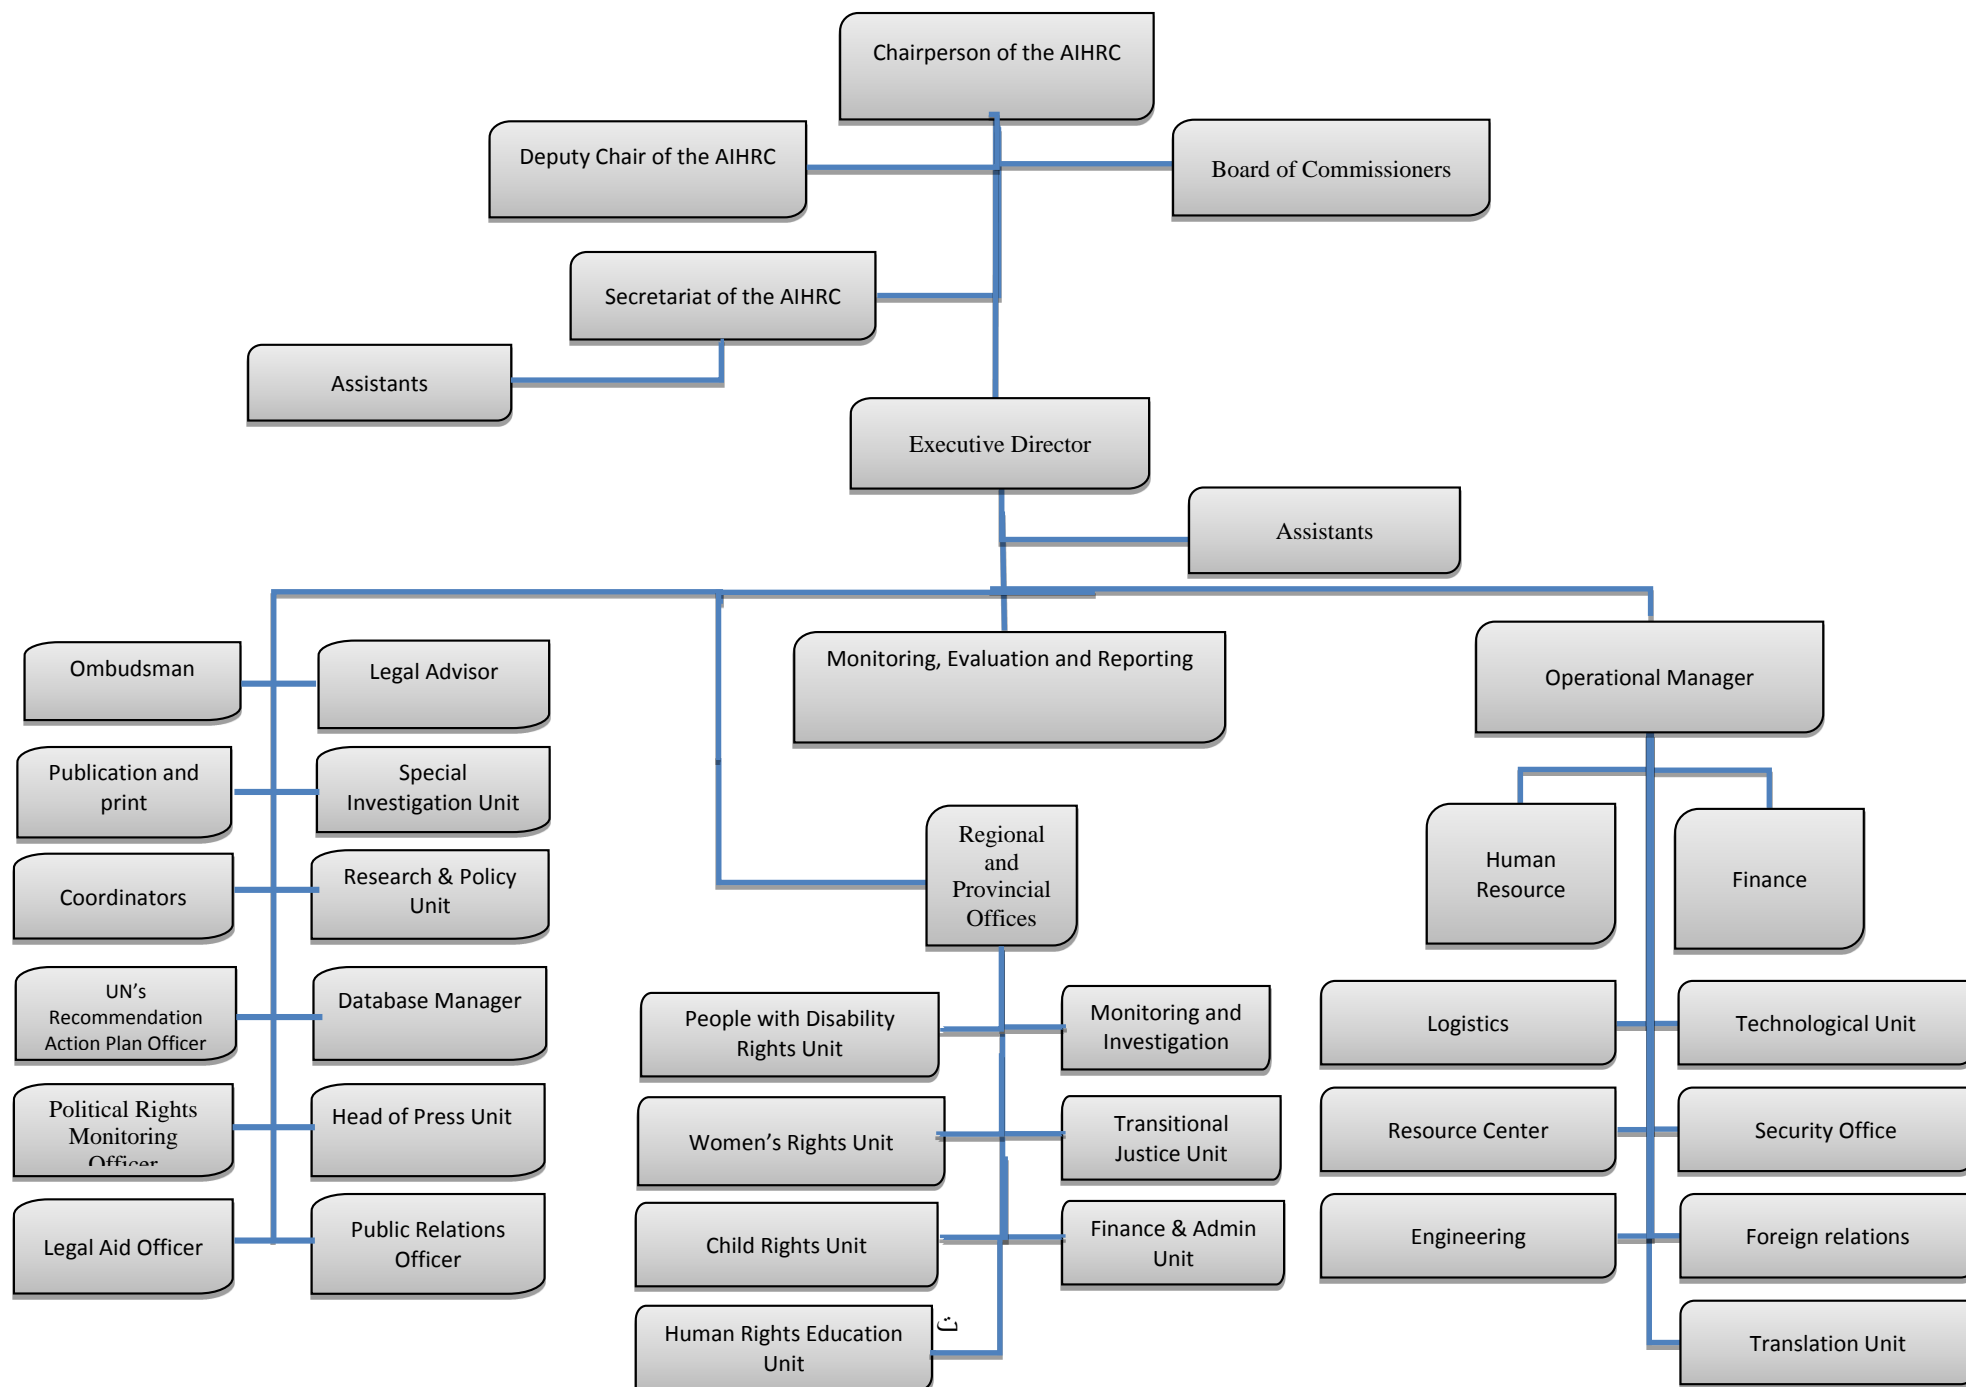 Chairperson of the AIHRC
Deputy Chair of the AIHRC
Board of Commissioners
Secretariat of the AIHRC
Assistants
Executive Director
Assistants
Ombudsman
Legal Advisor
Monitoring, Evaluation and Reporting
Operational Manager
Publication and
print
Special
Investigation Unit
Coordinators
Research & Policy
Unit
UN’s
Recommendation
Action Plan Officer
Database Manager
Political Rights
Monitoring
Officer
Head of Press Unit
Legal Aid Officer
Public Relations
Officer
Regional
and
Provincial
Offices
People with Disability
Rights Unit
Monitoring and
Investigation
Women’s Rights Unit
Transitional
Justice Unit
Child Rights Unit
Finance & Admin
Unit
Human Rights Education
Unit
ت
Human
Resource
Finance
Logistics
Technological Unit
Resource Center
Security Office
Engineering
Foreign relations
Translation Unit